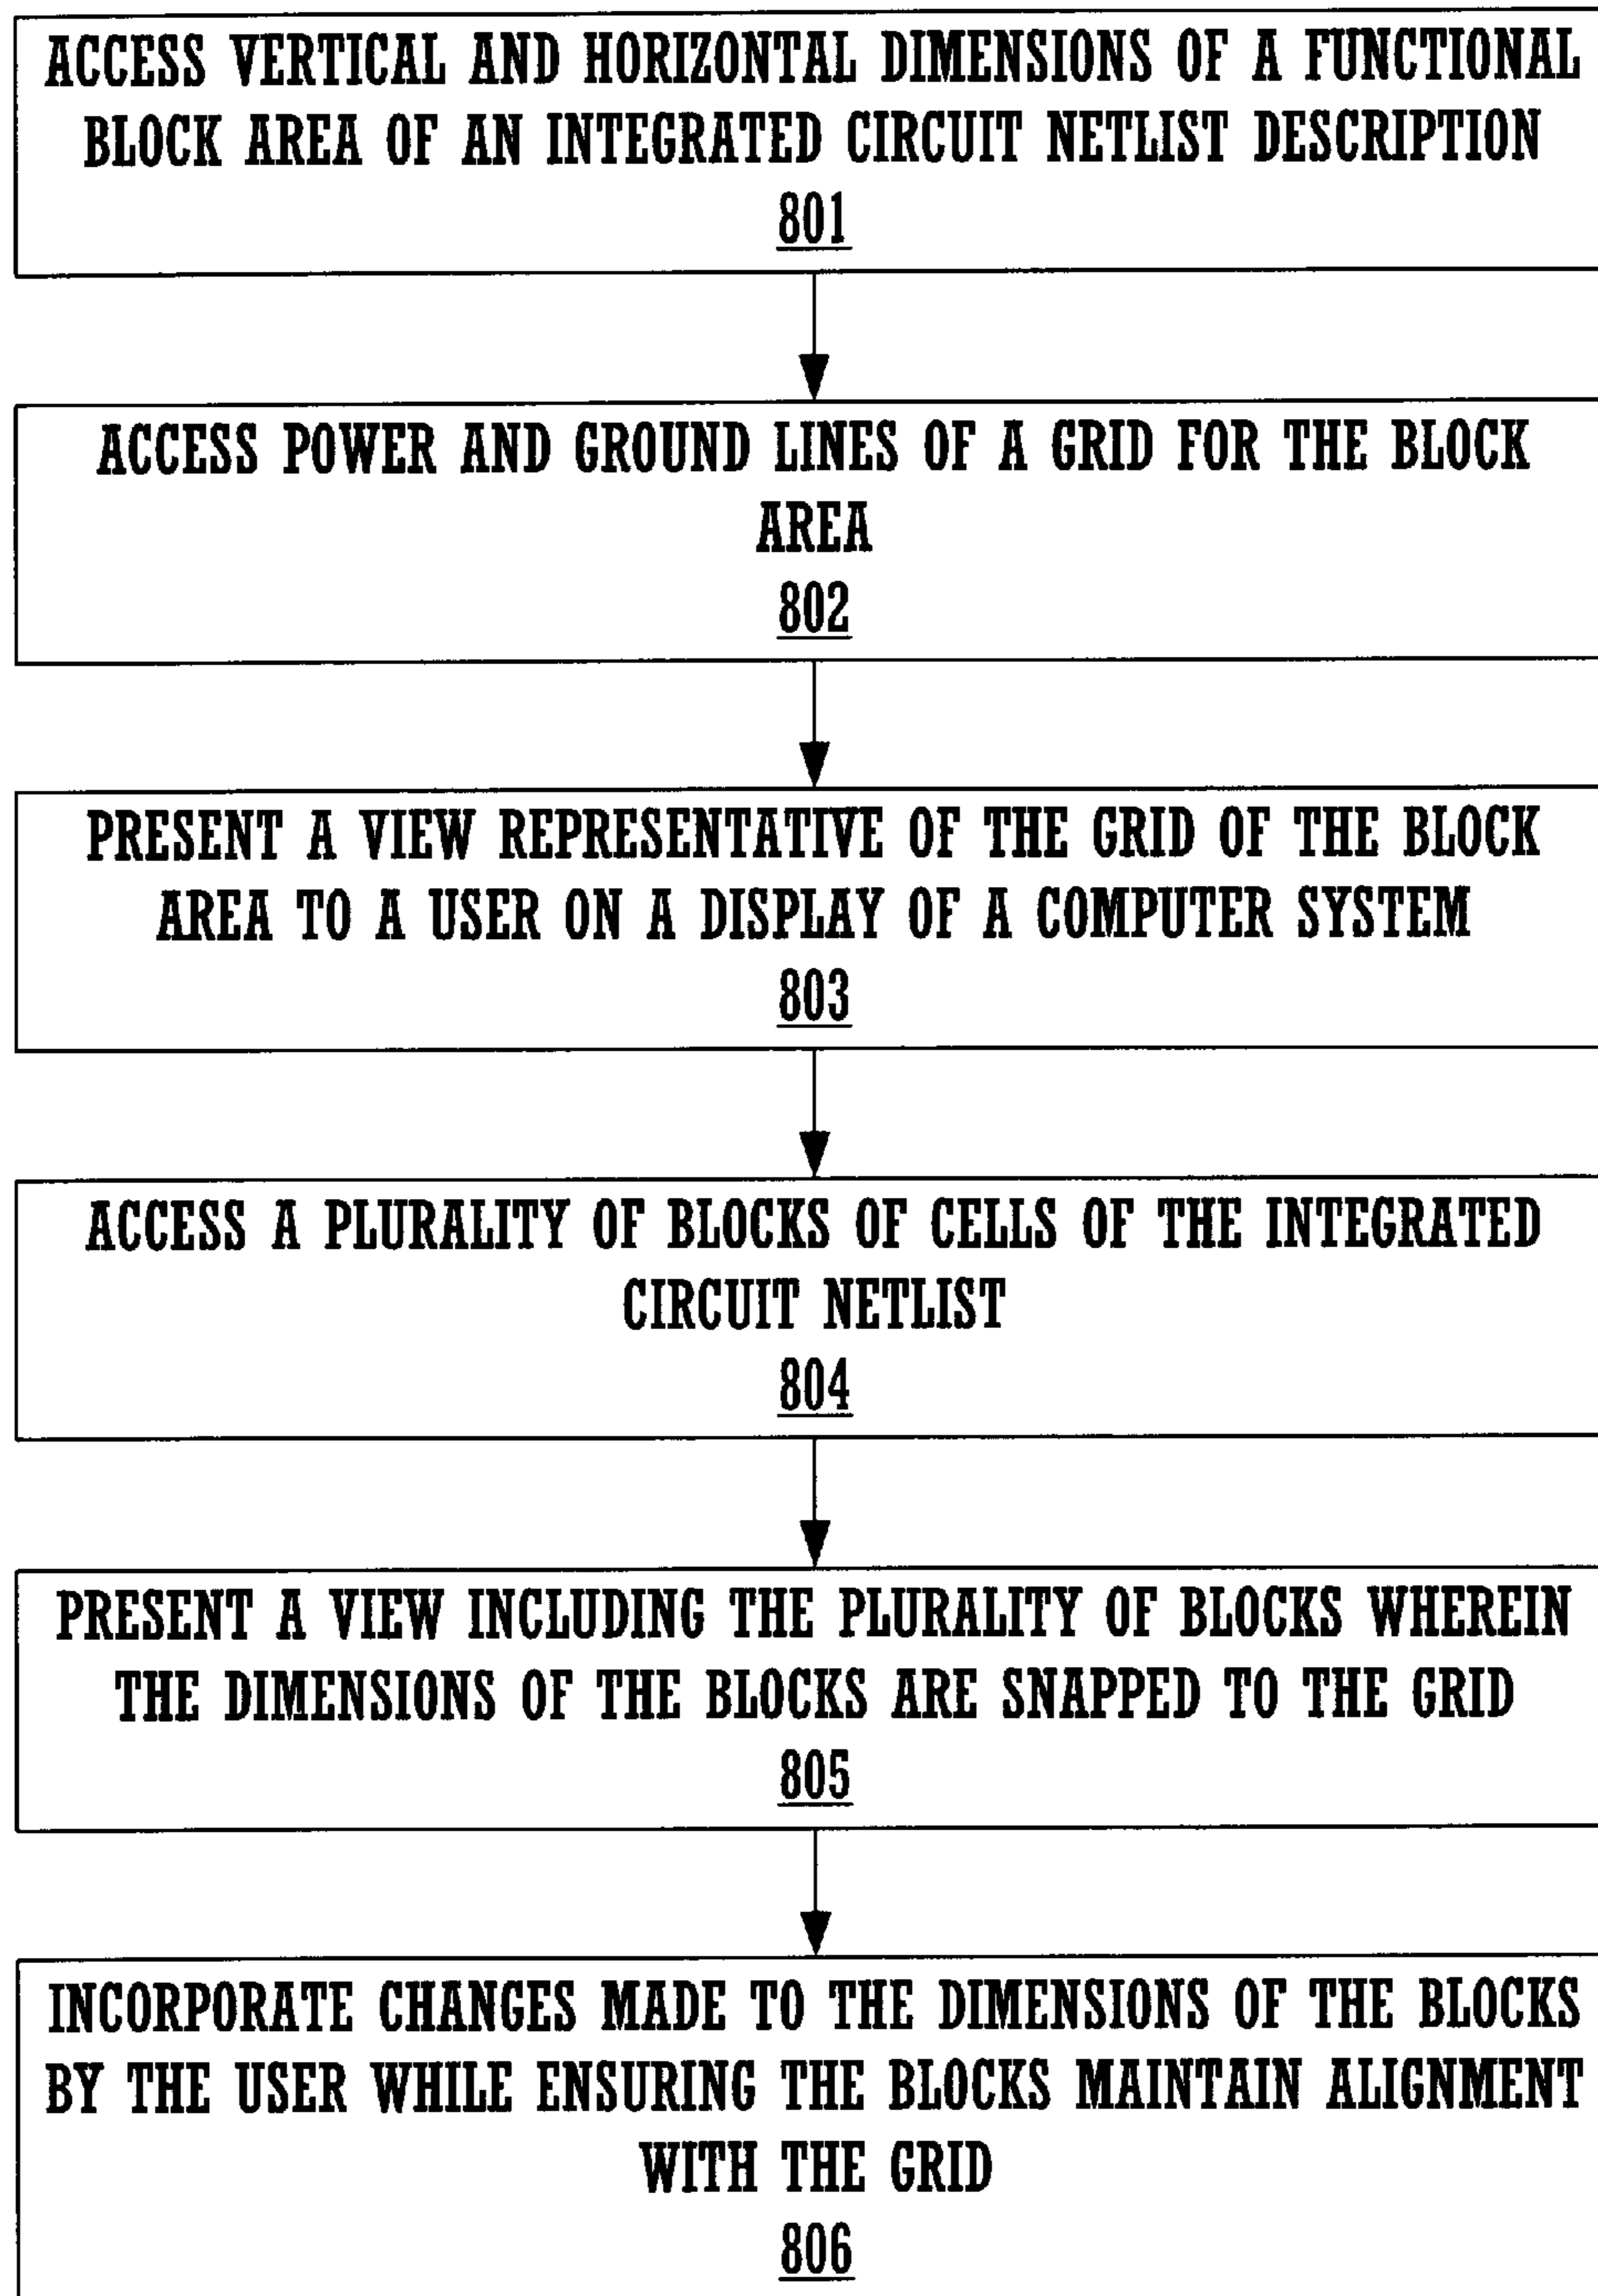 ACCESS VERTICAL AND HORIZONTAL DIMENSIONS OF A FUNCTIONAL
BLOCK AREA OF AN INTEGRATED CIRCUIT NETLIST DESCRIPTION
801
ACCESS POWER AND GROUND LINES OF A GRID FOR THE BLOCK
AREA
802
PRESENT A VIEW REPRESENTATIVE OF THE GRID OF THE BLOCK
AREA TO A USER ON A DISPLAY OF A COMPUTER SYSTEM
803
ACCESS A PLURALITY OF BLOCKS OF CELLS OF THE INTEGRATED
CIRCUIT NETLIST
804
PRESENT A VIEW INCLUDING THE PLURALITY OF BLOCKS WHEREIN
THE DIMENSIONS OF THE BLOCKS ARE SNAPPED TO THE GRID
805
INCORPORATE CHANGES MADE TO THE DIMENSIONS OF THE BLOCKS
BY THE USER WHILE ENSURING THE BLOCKS MAINTAIN ALIGNMENT
WITH THE GRID
806